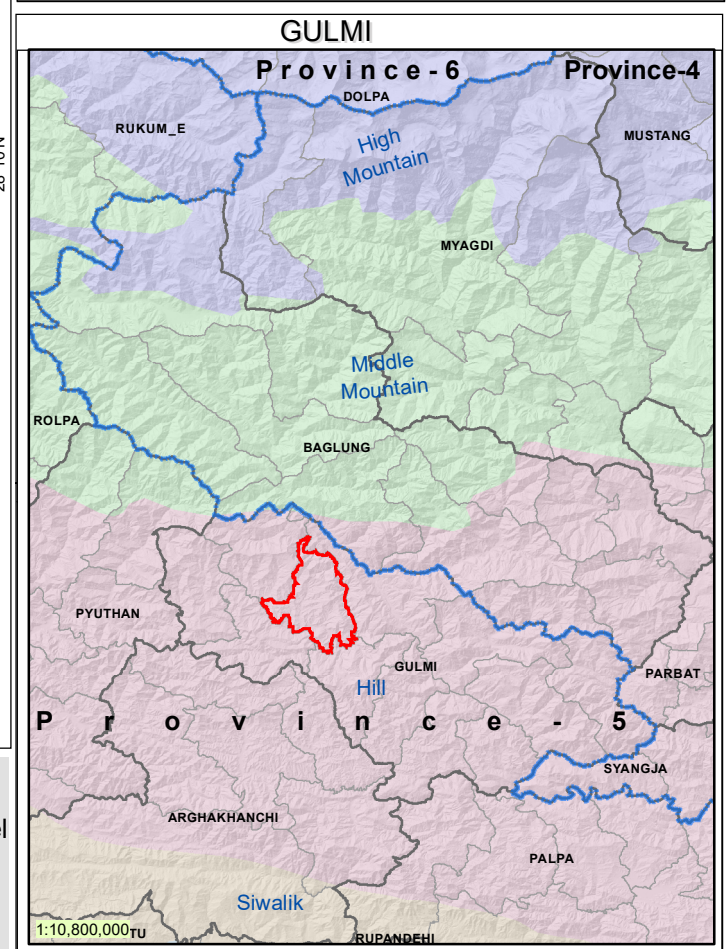 GULMI
Province-6
Province-4
DOLPA
RUKUM_E
MUSTANG
High
Mountain
MYAGDI
Middle
Mountain
ROLPA
BAGLUNG
PYUTHAN
GULMI
PARBAT
Hill
Province-5
SYANGJA
ARGHAKHANCHI
PALPA
Siwalik
1:10,800,000
TU
RUPANDEHI